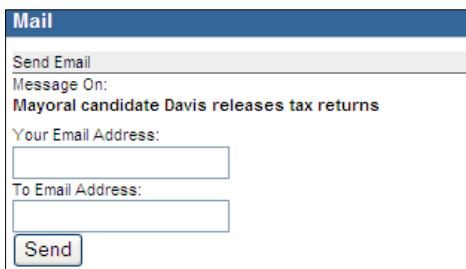 Mail
Send Email
Message On:
Mayoral candidate Davis releases tax returns
Your Email Address:
To Email Address:
Send